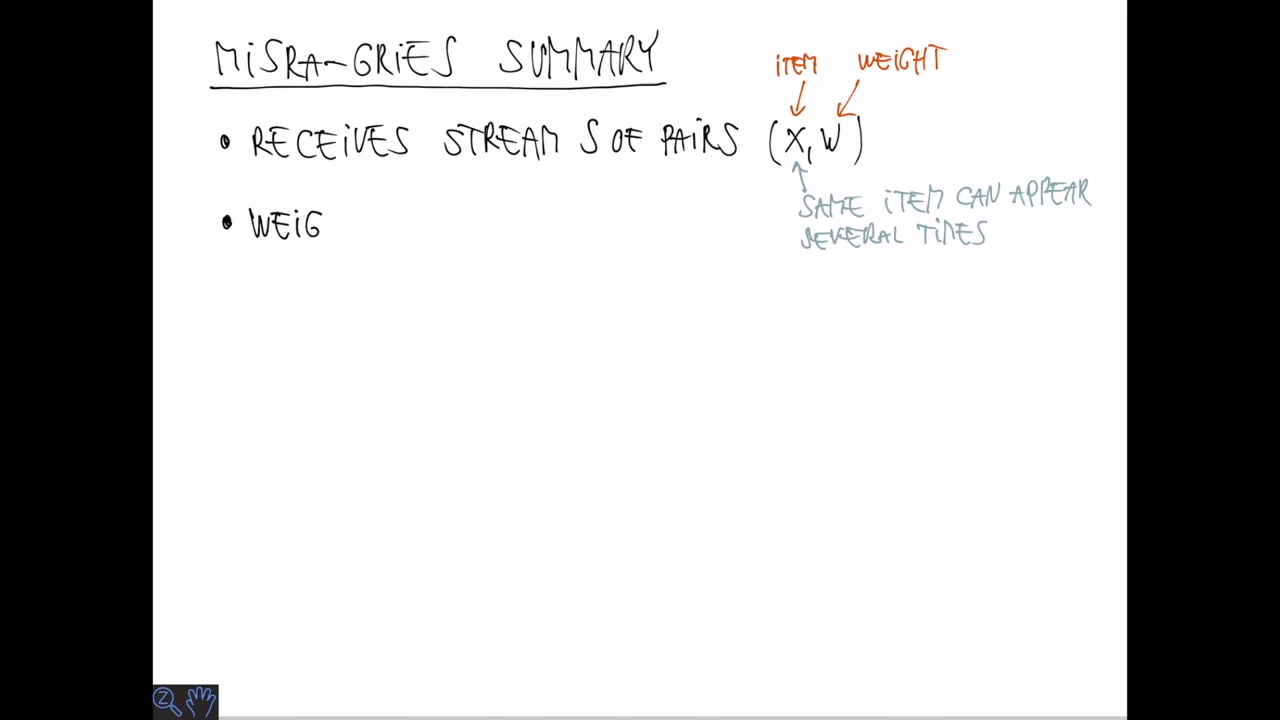 MISRA-GRIES SUMMARY
ITEM WEIGHT
• RECEIVES STREAM S OF PAIRS (X, W)
SAME ITEM CAN APPEAR
SEVERAL TIMES
• WEIG